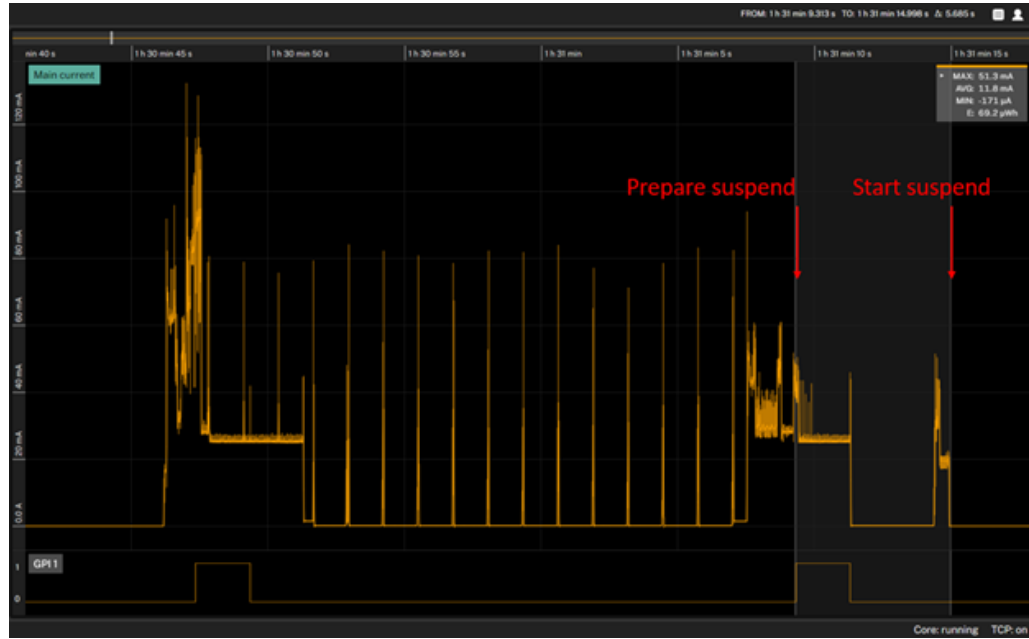 FROM: 1 h 31 min 9.313 s TO: 1 h 31 min 14.998 s Δ: 5.685 s
nin 40 s 1 h 30 min 45 s 1 h 30 min 50 s 1 h 30 min 55 s 1 h 31 min 1 h 31 min 5 s 1 h 31 min 10 s 1 h 31 min 15 s
Main current
MAX: 51.3 mA
AVG: 11.8 mA
MIN: -171 µA
E: 69.2 µWh
120 mA
100 mA
80 mA
60 mA
40 mA
20 mA
0.0 A
Prepare suspend
Start suspend
GPI 1
1
0
Core: running TCP: on